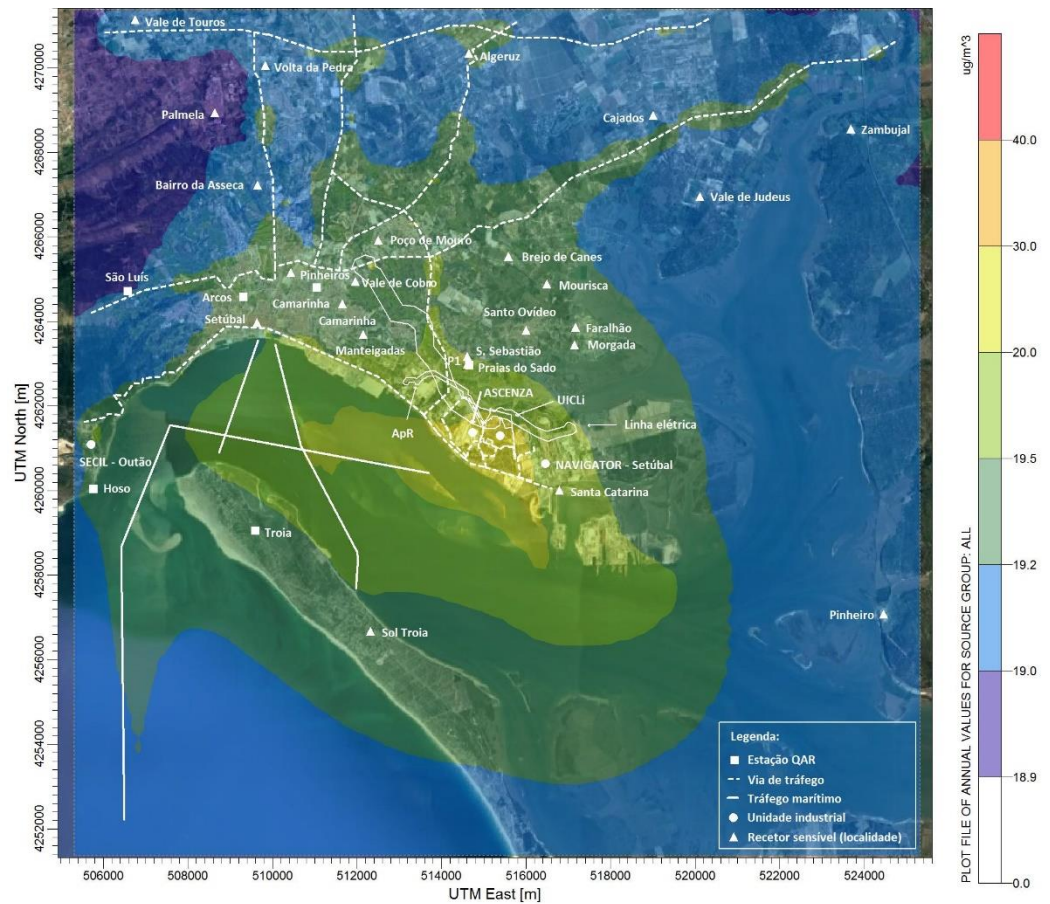 ug/m^3
Vale de Touros
Algeruz
Volta da Pedra
4270000
Palmela
Cajados
Zambujal
40.0
4268000
Bairro da Asseca
Vale de Judeus
4266000
Poço de Mouro
30.0
Brejo de Canes
São Luís
Pinheiros
Vale de Cobro
Mourisca
Arcos
Camarinha
4264000
Setúbal
Camarinha
Santo Ovídeo
Faralhão
Manteigadas
Morgada
20.0
P1
S. Sebastião
Praias do Sado
4262000
ASCENZA
UICLi
ApR
Linha elétrica
UTM North [m]
SECIL - Outão
NAVIGATOR - Setúbal
19.5
4260000
Hoso
Santa Catarina
Troia
4258000
19.2
Pinheiro
Sol Troia
4256000
19.0
4254000
Legenda:
Estação QAR
Via de tráfego
Tráfego marítimo
18.9
Unidade industrial
4252000
Recetor sensível (localidade)
PLOT FILE OF ANNUAL VALUES FOR SOURCE GROUP: ALL
0.0
506000 508000 510000 512000 514000 516000 518000 520000 522000 524000
UTM East [m]